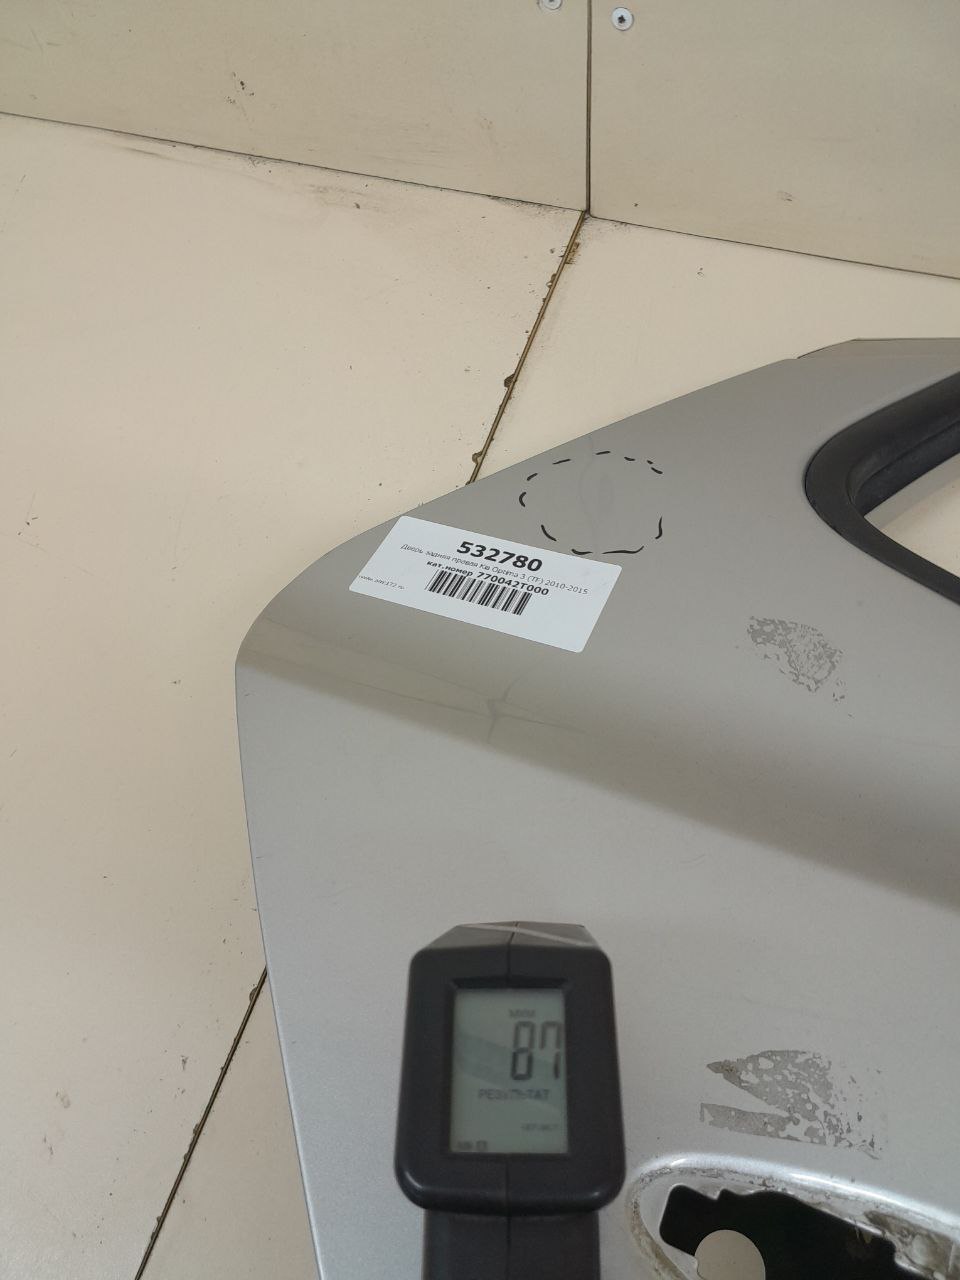 532780
Дверь задняя правая Kia Optima 3 (TF) 2010-2015
кат.номер 770042T000
МКМ
87
РЕЗУЛЬТАТ